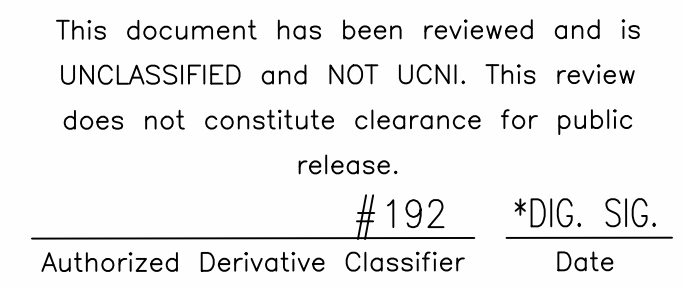 This document has been reviewed and is
UNCLASSIFIED and NOT UCNI. This review
does not constitute clearance for public
release.
#192 *DIG. SIG.
Authorized Derivative Classifier Date